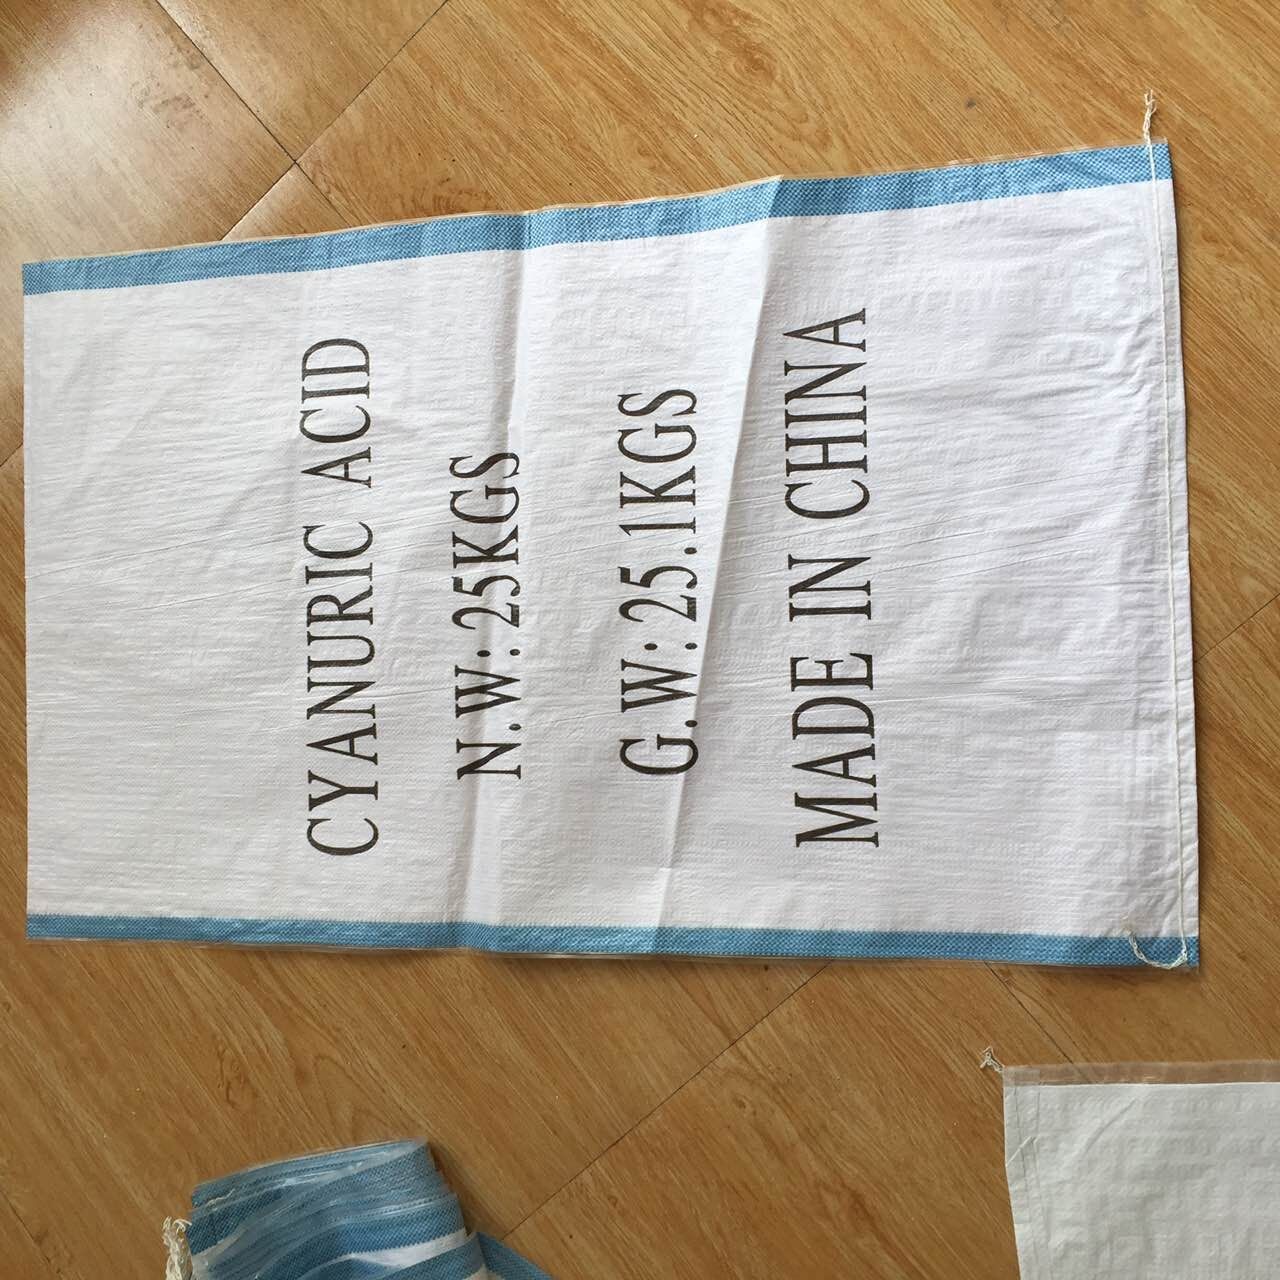 CYANURIC ACID
N.W:25KGS
G.W:25.1KGS
MADE IN CHINA